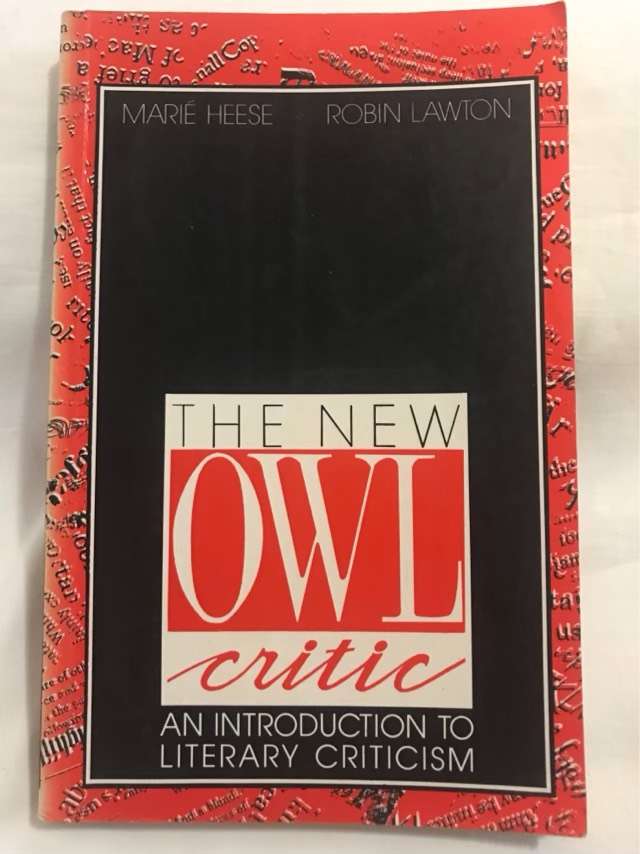 MARIÉ HEESE ROBIN LAWTON
THE NEW
OWL
critic
AN INTRODUCTION TO
LITERARY CRITICISM